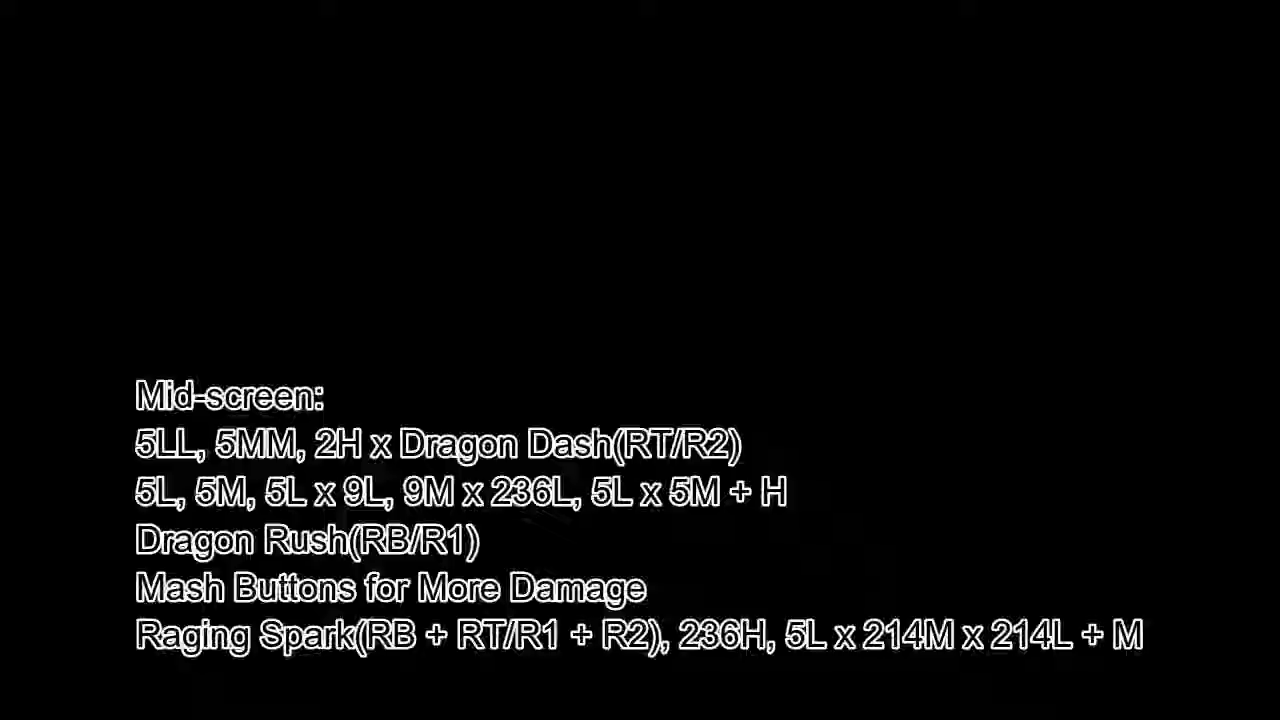 Mid-screen:
5LL, 5MM, 2H x Dragon Dash(RT/R2)
5L, 5M, 5L x 9L, 9M x 236L, 5L x 5M + H
Dragon Rush(RB/R1)
Mash Buttons for More Damage
Raging Spark(RB + RT/R1 + R2), 236H, 5L x 214M x 214L + M